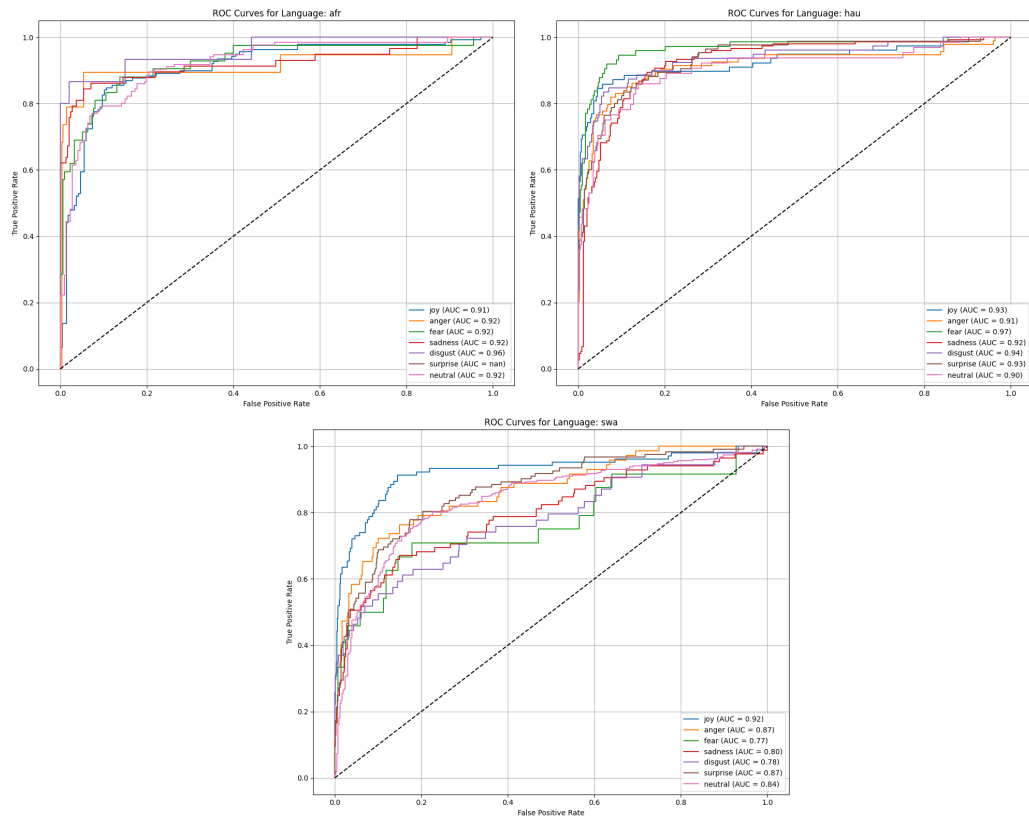 ROC Curves for Language: afr
True Positive Rate
1.0
0.8
0.6
0.4
0.2
0.0
joy (AUC = 0.91)
anger (AUC = 0.92)
fear (AUC = 0.92)
sadness (AUC = 0.92)
disgust (AUC = 0.96)
surprise (AUC = nan)
neutral (AUC = 0.92)
0.0 0.2 0.4 0.6 0.8 1.0
False Positive Rate
ROC Curves for Language: hau
True Positive Rate
1.0
0.8
0.6
0.4
0.2
0.0
joy (AUC = 0.93)
anger (AUC = 0.91)
fear (AUC = 0.97)
sadness (AUC = 0.92)
disgust (AUC = 0.94)
surprise (AUC = 0.93)
neutral (AUC = 0.90)
0.0 0.2 0.4 0.6 0.8 1.0
False Positive Rate
ROC Curves for Language: swa
True Positive Rate
1.0
0.8
0.6
0.4
0.2
0.0
joy (AUC = 0.92)
anger (AUC = 0.87)
fear (AUC = 0.77)
sadness (AUC = 0.80)
disgust (AUC = 0.78)
surprise (AUC = 0.87)
neutral (AUC = 0.84)
0.0 0.2 0.4 0.6 0.8 1.0
False Positive Rate